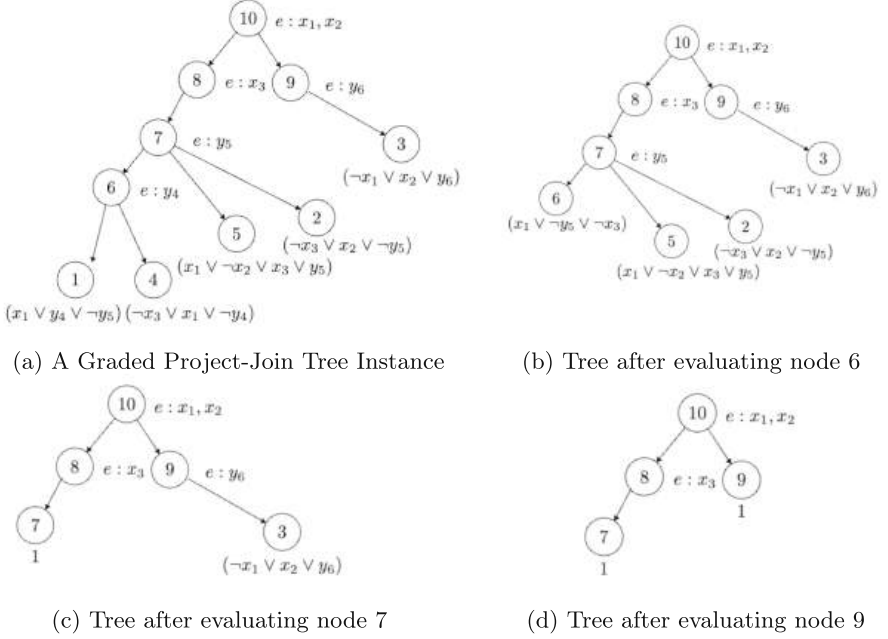 10 e : x₁, x₂
8 e : x₃ 9 e : y₆
7 e : y₅ 3
(¬x₁ ∨ x₂ ∨ y₆)
6 e : y₄
5 2
(¬x₃ ∨ x₂ ∨ ¬y₅)
(x₁ ∨ ¬x₂ ∨ x₃ ∨ y₅)
1 4
(x₁ ∨ y₄ ∨ ¬y₅) (¬x₃ ∨ x₁ ∨ ¬y₄)
(a) A Graded Project-Join Tree Instance
10 e : x₁, x₂
8 e : x₃ 9 e : y₆
7 e : y₅ 3
(¬x₁ ∨ x₂ ∨ y₆)
6
(x₁ ∨ ¬y₅ ∨ ¬x₃)
5 2
(¬x₃ ∨ x₂ ∨ ¬y₅)
(x₁ ∨ ¬x₂ ∨ x₃ ∨ y₅)
(b) Tree after evaluating node 6
10 e : x₁, x₂
8 e : x₃ 9 e : y₆
7 3
1 (¬x₁ ∨ x₂ ∨ y₆)
(c) Tree after evaluating node 7
10 e : x₁, x₂
8 e : x₃ 9
1
7
1
(d) Tree after evaluating node 9